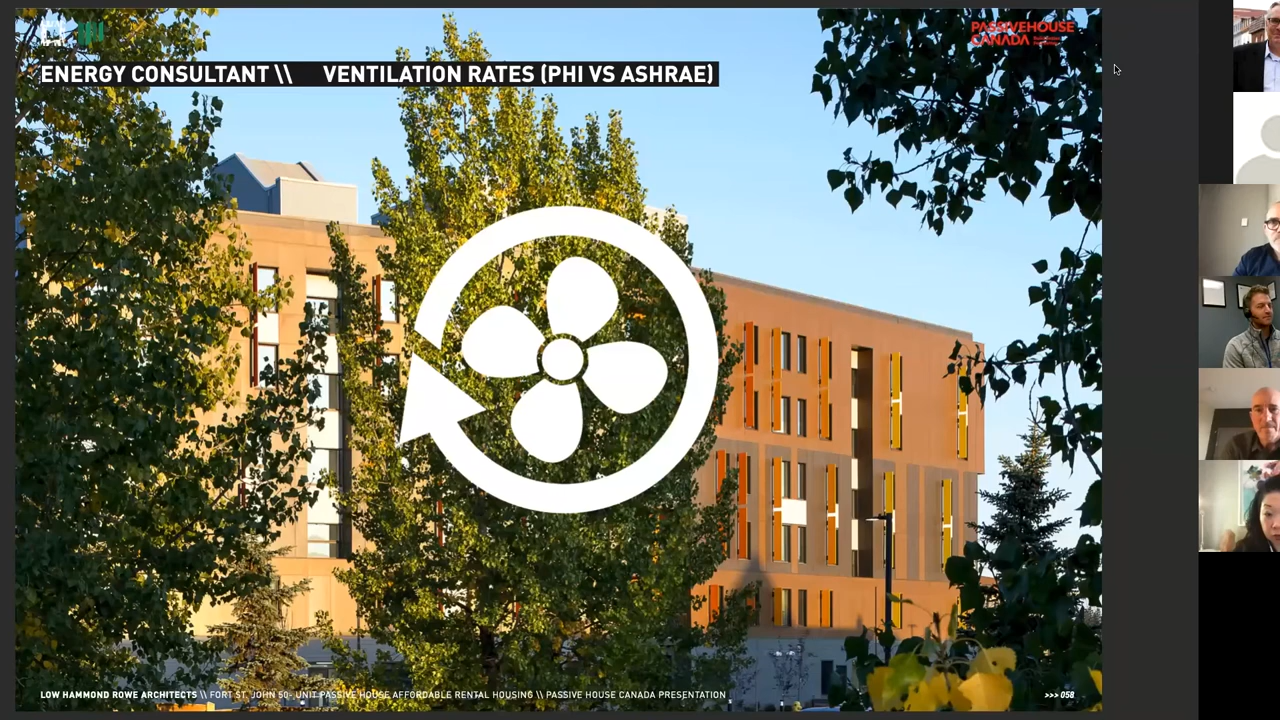 PASSIVEHOUSE
CANADA
ENERGY CONSULTANT \\ VENTILATION RATES (PHI VS ASHRAE)
LOW HAMMOND ROWE ARCHITECTS \\ FORT ST. JOHN 50- UNIT PASSIVE HOUSE AFFORDABLE RENTAL HOUSING \\ PASSIVE HOUSE CANADA PRESENTATION
>>> 058